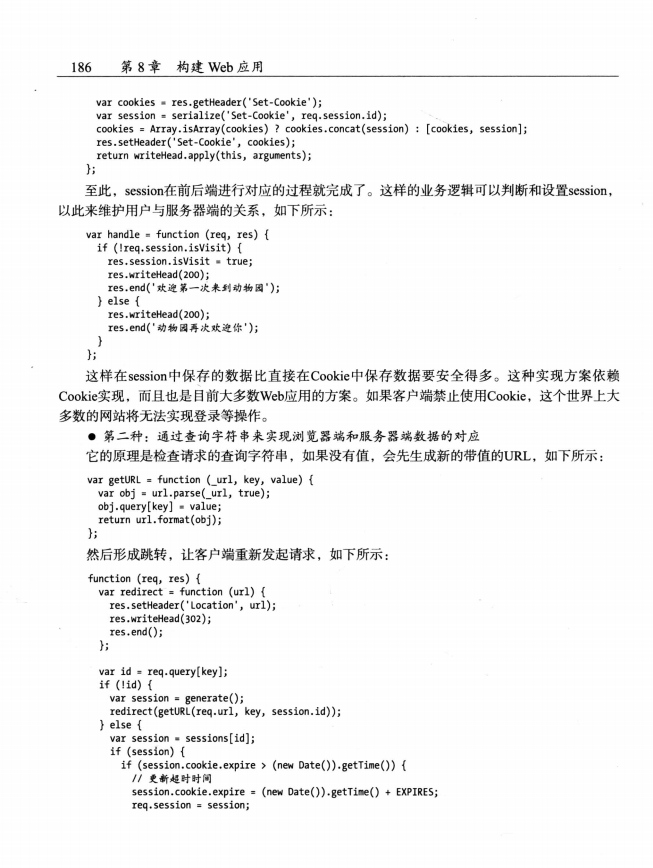 186 第 8 章 构建 Web 应用
var cookies = res.getHeader('Set-Cookie');
var session = serialize('Set-Cookie', req.session.id);
cookies = Array.isArray(cookies) ? cookies.concat(session) : [cookies, session];
res.setHeader('Set-Cookie', cookies);
return writeHead.apply(this, arguments);
};
至此，session在前后端进行对应的过程就完成了。这样的业务逻辑可以判断和设置session，
以此来维护用户与服务器端的关系，如下所示：
var handle = function (req, res) {
if (!req.session.isVisit) {
res.session.isVisit = true;
res.writeHead(200);
res.end('欢迎第一次来到动物园');
} else {
res.writeHead(200);
res.end('动物园再次欢迎你');
}
};
这样在session中保存的数据比直接在Cookie中保存数据要安全得多。这种实现方案依赖
Cookie实现，而且也是目前大多数Web应用的方案。如果客户端禁止使用Cookie，这个世界上大
多数的网站将无法实现登录等操作。
● 第二种：通过查询字符串来实现浏览器端和服务器端数据的对应
它的原理是检查请求的查询字符串，如果没有值，会先生成新的带值的URL，如下所示：
var getURL = function (_url, key, value) {
var obj = url.parse(_url, true);
obj.query[key] = value;
return url.format(obj);
};
然后形成跳转，让客户端重新发起请求，如下所示：
function (req, res) {
var redirect = function (url) {
res.setHeader('Location', url);
res.writeHead(302);
res.end();
};
var id = req.query[key];
if (!id) {
var session = generate();
redirect(getURL(req.url, key, session.id));
} else {
var session = sessions[id];
if (session) {
if (session.cookie.expire > (new Date()).getTime()) {
// 更新超时时间
session.cookie.expire = (new Date()).getTime() + EXPIRES;
req.session = session;